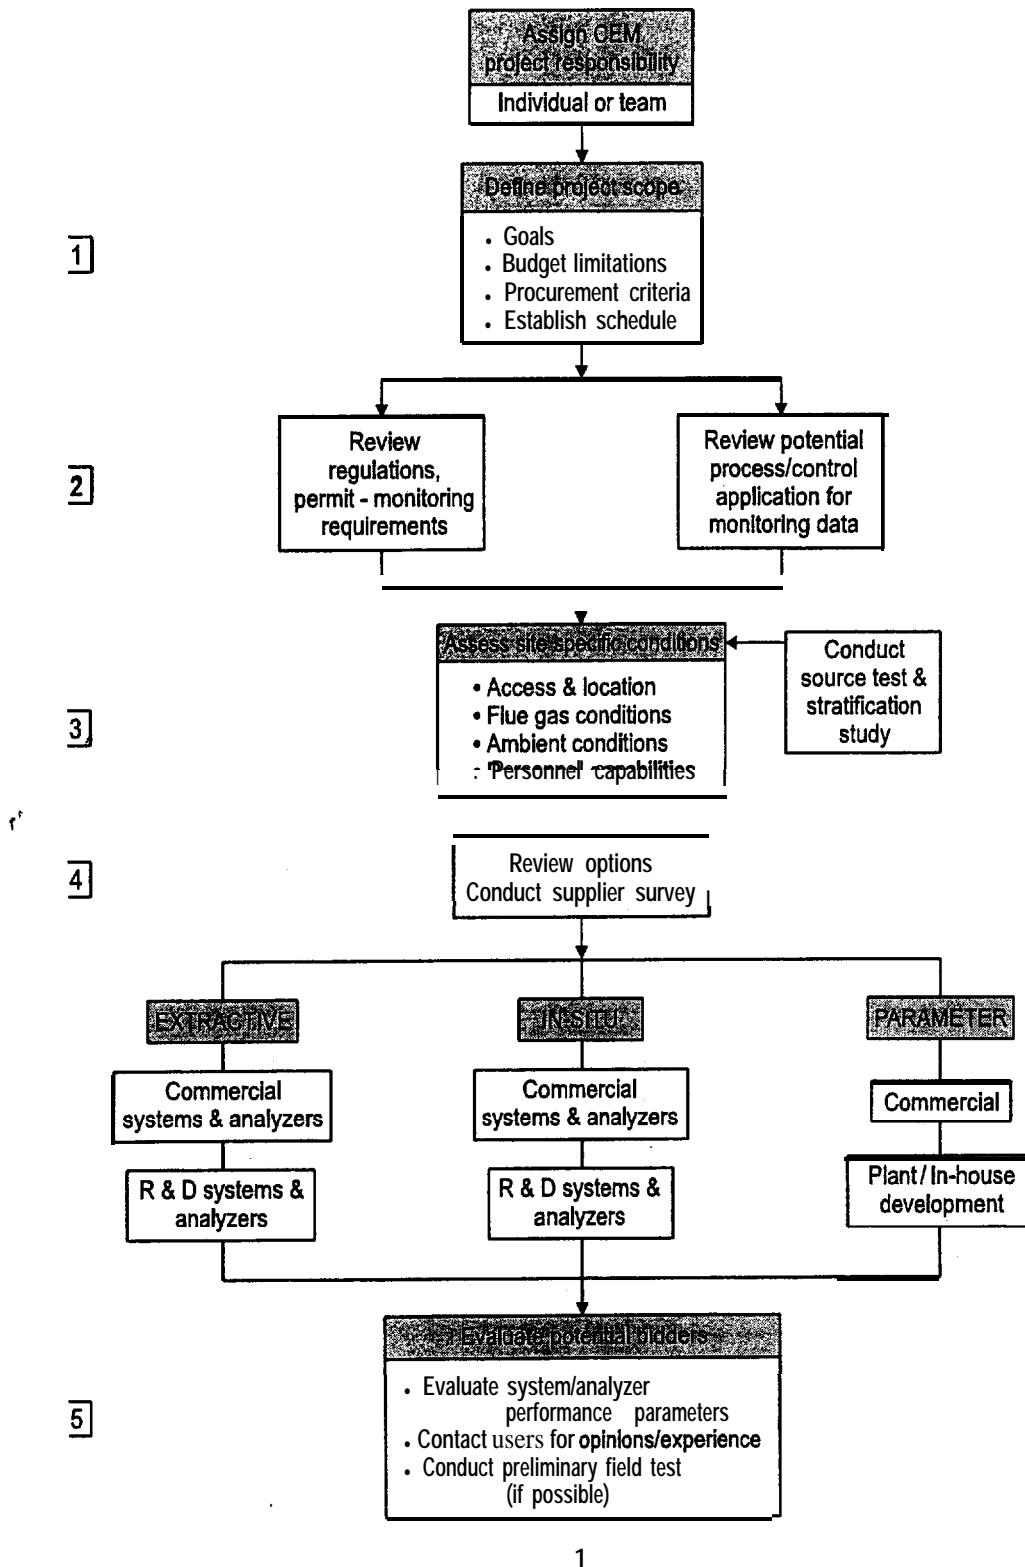 Assign CEM
project responsibility
Individual or team
Define project scope
1
• Goals
• Budget limitations
• Procurement criteria
• Establish schedule
2
Review
regulations,
permit - monitoring
requirements
Review potential
process/control
application for
monitoring data
3
Assess site specific conditions
• Access & location
• Flue gas conditions
• Ambient conditions
• Personnel capabilities
Conduct
source test &
stratification
study
4
Review options
Conduct supplier survey
EXTRACTIVE
Commercial
systems & analyzers
R & D systems &
analyzers
IN-SITU
Commercial
systems & analyzers
R & D systems &
analyzers
PARAMETER
Commercial
Plant / In-house
development
5
Evaluate potential bidders
• Evaluate system/analyzer
performance parameters
• Contact users for opinions/experience
• Conduct preliminary field test
(if possible)
1